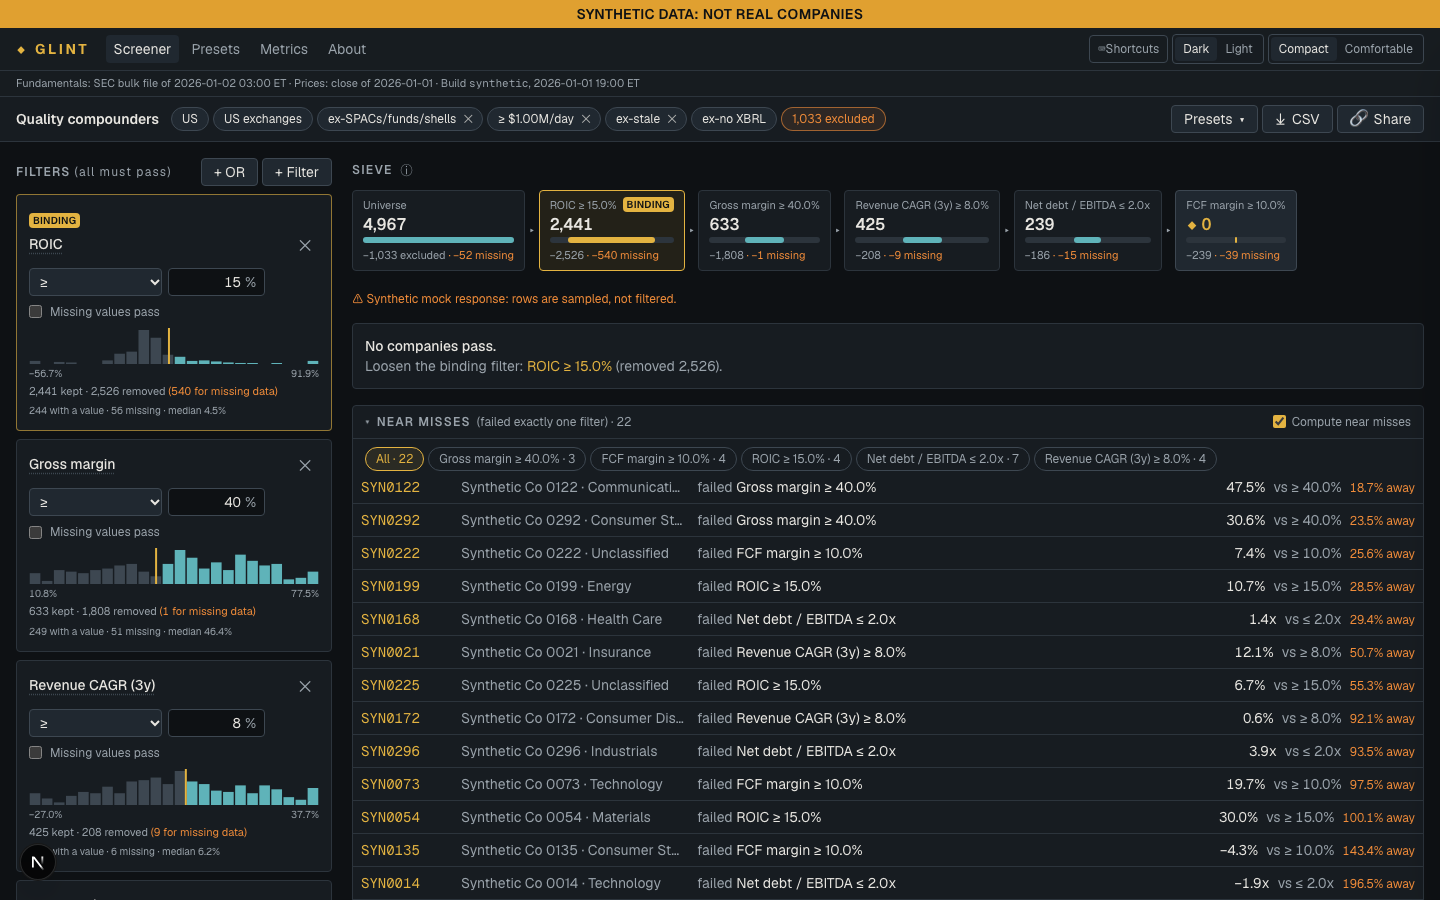 SYNTHETIC DATA: NOT REAL COMPANIES
GLINT Screener Presets Metrics About Shortcuts Dark Light Compact Comfortable
Fundamentals: SEC bulk file of 2026-01-02 03:00 ET · Prices: close of 2026-01-01 · Build synthetic, 2026-01-01 19:00 ET
Quality compounders US US exchanges ex-SPACs/funds/shells ≥ $1.00M/day ex-stale ex-no XBRL 1,033 excluded Presets CSV Share
FILTERS (all must pass) + OR + Filter
BINDING
ROIC
≥ 15 %
Missing values pass
−56.7% 91.9%
2,441 kept · 2,526 removed (540 for missing data)
244 with a value · 56 missing · median 4.5%
Gross margin
≥ 40 %
Missing values pass
10.8% 77.5%
633 kept · 1,808 removed (1 for missing data)
249 with a value · 51 missing · median 46.4%
Revenue CAGR (3y)
≥ 8 %
Missing values pass
−27.0% 37.7%
425 kept · 208 removed (9 for missing data)
with a value · 6 missing · median 6.2%
SIEVE
Universe
4,967
−1,033 excluded · −52 missing
ROIC ≥ 15.0% BINDING
2,441
−2,526 · −540 missing
Gross margin ≥ 40.0%
633
−1,808 · −1 missing
Revenue CAGR (3y) ≥ 8.0%
425
−208 · −9 missing
Net debt / EBITDA ≤ 2.0x
239
−186 · −15 missing
FCF margin ≥ 10.0%
0
−239 · −39 missing
Synthetic mock response: rows are sampled, not filtered.
No companies pass.
Loosen the binding filter: ROIC ≥ 15.0% (removed 2,526).
NEAR MISSES (failed exactly one filter) · 22 Compute near misses
All · 22 Gross margin ≥ 40.0% · 3 FCF margin ≥ 10.0% · 4 ROIC ≥ 15.0% · 4 Net debt / EBITDA ≤ 2.0x · 7 Revenue CAGR (3y) ≥ 8.0% · 4
SYN0122 Synthetic Co 0122 · Communicati… failed Gross margin ≥ 40.0% 47.5% vs ≥ 40.0% 18.7% away
SYN0292 Synthetic Co 0292 · Consumer St… failed Gross margin ≥ 40.0% 30.6% vs ≥ 40.0% 23.5% away
SYN0222 Synthetic Co 0222 · Unclassified failed FCF margin ≥ 10.0% 7.4% vs ≥ 10.0% 25.6% away
SYN0199 Synthetic Co 0199 · Energy failed ROIC ≥ 15.0% 10.7% vs ≥ 15.0% 28.5% away
SYN0168 Synthetic Co 0168 · Health Care failed Net debt / EBITDA ≤ 2.0x 1.4x vs ≤ 2.0x 29.4% away
SYN0021 Synthetic Co 0021 · Insurance failed Revenue CAGR (3y) ≥ 8.0% 12.1% vs ≥ 8.0% 50.7% away
SYN0225 Synthetic Co 0225 · Unclassified failed ROIC ≥ 15.0% 6.7% vs ≥ 15.0% 55.3% away
SYN0172 Synthetic Co 0172 · Consumer Dis… failed Revenue CAGR (3y) ≥ 8.0% 0.6% vs ≥ 8.0% 92.1% away
SYN0296 Synthetic Co 0296 · Industrials failed Net debt / EBITDA ≤ 2.0x 3.9x vs ≤ 2.0x 93.5% away
SYN0073 Synthetic Co 0073 · Technology failed FCF margin ≥ 10.0% 19.7% vs ≥ 10.0% 97.5% away
SYN0054 Synthetic Co 0054 · Materials failed ROIC ≥ 15.0% 30.0% vs ≥ 15.0% 100.1% away
SYN0135 Synthetic Co 0135 · Consumer St… failed FCF margin ≥ 10.0% −4.3% vs ≥ 10.0% 143.4% away
SYN0014 Synthetic Co 0014 · Technology failed Net debt / EBITDA ≤ 2.0x −1.9x vs ≤ 2.0x 196.5% away